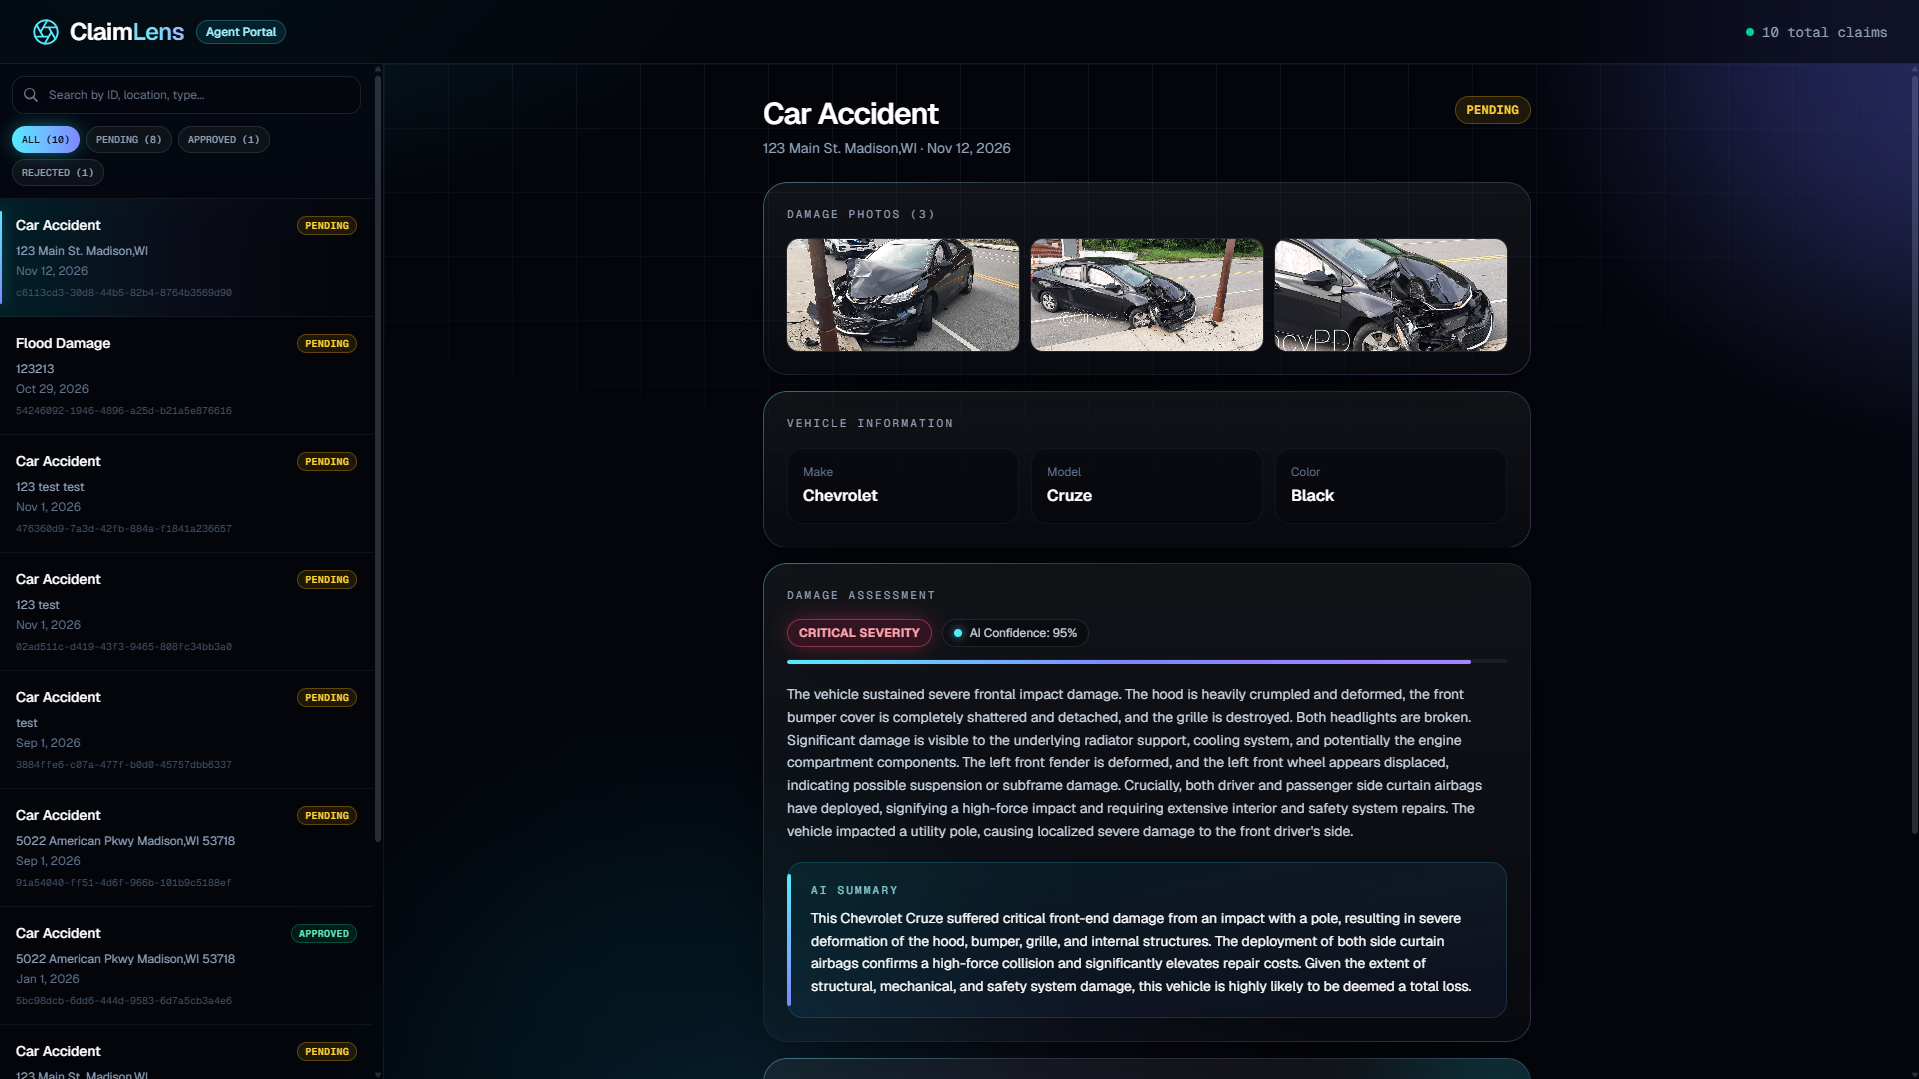 ClaimLens Agent Portal
10 total claims
Search by ID, location, type...
ALL (10) PENDING (8) APPROVED (1)
REJECTED (1)
Car Accident PENDING
123 Main St. Madison,WI
Nov 12, 2026
c6113cd3-30d8-44b5-82b4-8764b3569d90
Flood Damage PENDING
123213
Oct 29, 2026
54246092-1946-4896-a25d-b21a5e876616
Car Accident PENDING
123 test test
Nov 1, 2026
476360d9-7a3d-42fb-884a-f1841a236657
Car Accident PENDING
123 test
Nov 1, 2026
02ad511c-d419-43f3-9465-808fc34bb3a0
Car Accident PENDING
test
Sep 1, 2026
3884ffe6-c07a-477f-b0d0-45757dbb6337
Car Accident PENDING
5022 American Pkwy Madison,WI 53718
Sep 1, 2026
91a54040-ff51-4d6f-966b-101b9c5188ef
Car Accident APPROVED
5022 American Pkwy Madison,WI 53718
Jan 1, 2026
5bc98dcb-6dd6-444d-9583-6d7a5cb3a4e6
Car Accident PENDING
123 Main St. Madison,WI
Car Accident PENDING
123 Main St. Madison,WI · Nov 12, 2026
DAMAGE PHOTOS (3)
VEHICLE INFORMATION
Make Model Color
Chevrolet Cruze Black
DAMAGE ASSESSMENT
CRITICAL SEVERITY AI Confidence: 95%
The vehicle sustained severe frontal impact damage. The hood is heavily crumpled and deformed, the front
bumper cover is completely shattered and detached, and the grille is destroyed. Both headlights are broken.
Significant damage is visible to the underlying radiator support, cooling system, and potentially the engine
compartment components. The left front fender is deformed, and the left front wheel appears displaced,
indicating possible suspension or subframe damage. Crucially, both driver and passenger side curtain airbags
have deployed, signifying a high-force impact and requiring extensive interior and safety system repairs. The
vehicle impacted a utility pole, causing localized severe damage to the front driver's side.
AI SUMMARY
This Chevrolet Cruze suffered critical front-end damage from an impact with a pole, resulting in severe
deformation of the hood, bumper, grille, and internal structures. The deployment of both side curtain
airbags confirms a high-force collision and significantly elevates repair costs. Given the extent of
structural, mechanical, and safety system damage, this vehicle is highly likely to be deemed a total loss.